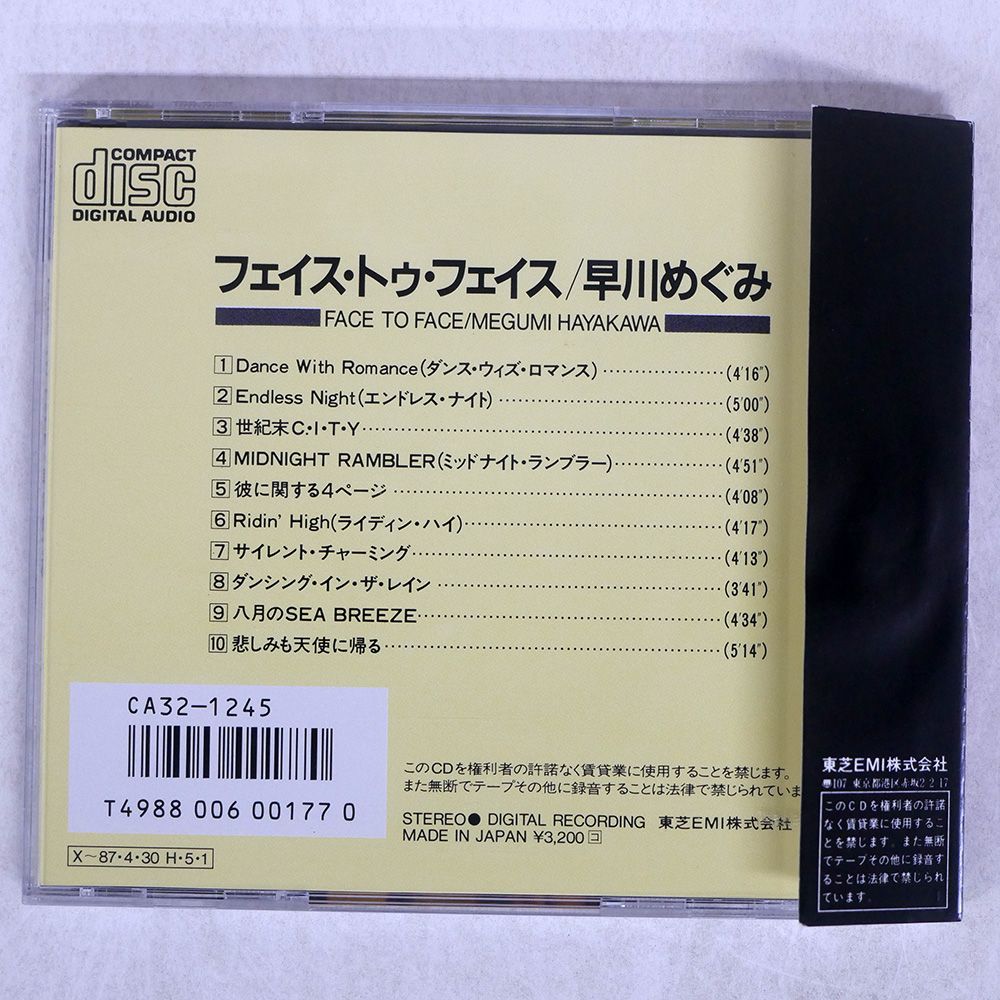 COMPACT
disc
DIGITAL AUDIO
フェイス・トゥ・フェイス/早川めぐみ
FACE TO FACE/MEGUMI HAYAKAWA
1 Dance With Romance(ダンス・ウィズ・ロマンス)……………(4'16")
2 Endless Night(エンドレス・ナイト)……………(5'00")
3 世紀末C・I・T・Y……………(4'38")
4 MIDNIGHT RAMBLER(ミッドナイト・ランブラー)……………(4'51")
5 彼に関する4ページ……………(4'08")
6 Ridin' High(ライディン・ハイ)……………(4'17")
7 サイレント・チャーミング……………(4'13")
8 ダンシング・イン・ザ・レイン……………(3'41")
9 八月のSEA BREEZE……………(4'34")
10 悲しみも天使に帰る……………(5'14")
CA32-1245
T4988 006 00177 0
X~87・4・30 H・5・1
このCDを権利者の許諾なく賃貸業に使用することを禁じます。
また無断でテープその他に録音することは法律で禁じられていま
STEREO● DIGITAL RECORDING 東芝EMI株式会社
MADE IN JAPAN ¥3,200 コ
東芝EMI株式会社
〒107 東京都港区赤坂2-2-17
このCDを権利者の許諾
なく賃貸業に使用するこ
とを禁じます。また無断
でテープその他に録音す
ることは法律で禁じられ
ています。